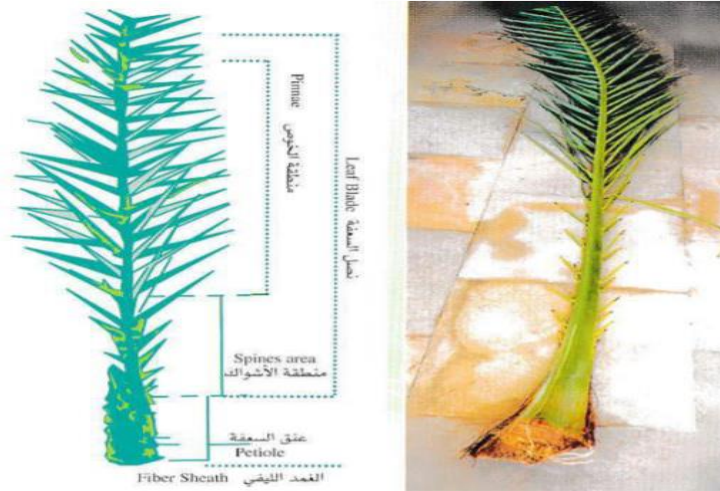 Pinnae منطقة الخوص
Leaf Blade نصل السعفة
Spines area
منطقة الأشواك
عنق السعفة
Petiole
Fiber Sheath الغمد الليفي